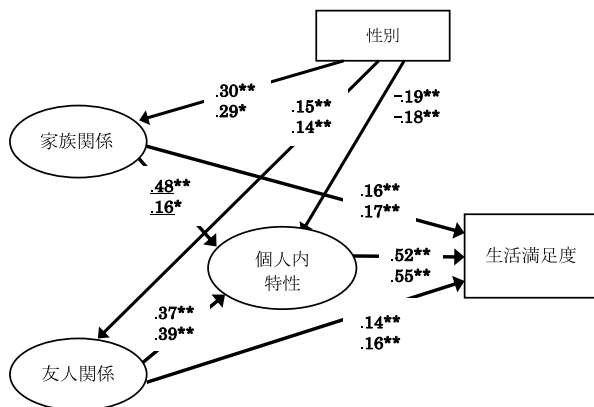 性別
.30**
.29*
.15**
.14**
-.19**
-.18**
家族関係
.48**
.16*
.16**
.17**
個人内
特性
.52**
.55**
生活満足度
.37**
.39**
.14**
.16**
友人関係